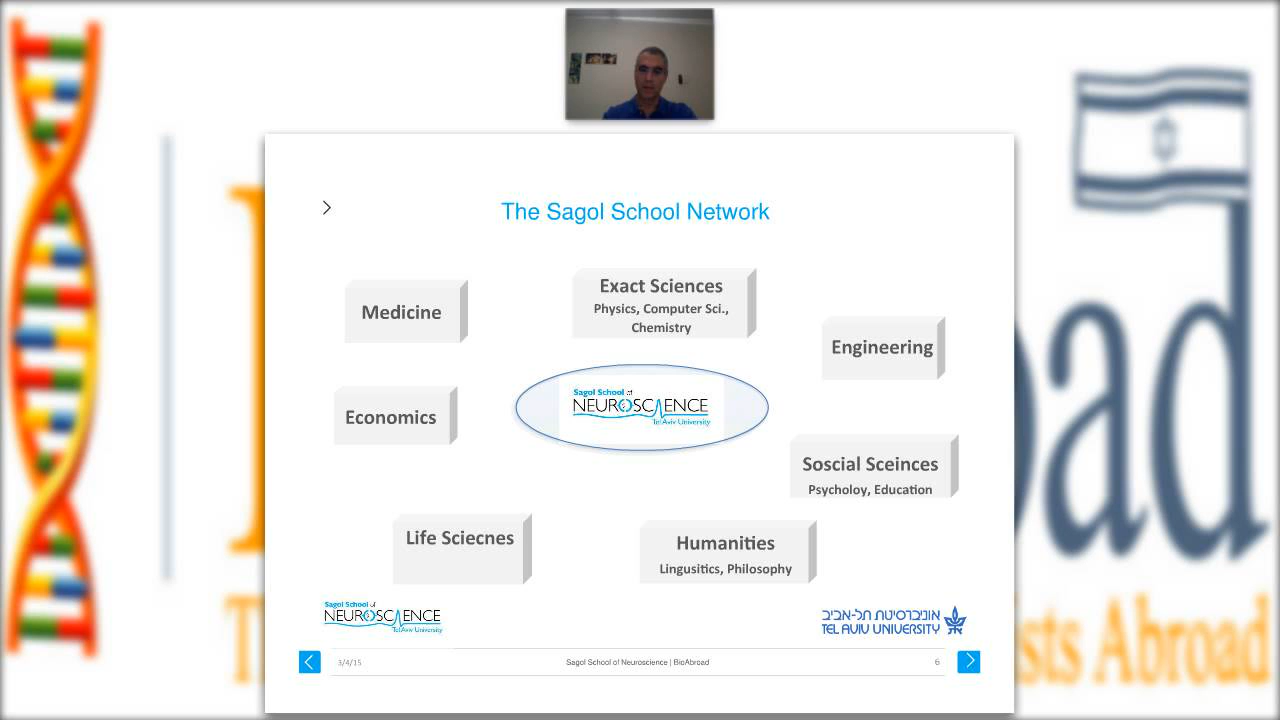 The Sagol School Network
Medicine
Exact Sciences
Physics, Computer Sci.,
Chemistry
Engineering
Economics
Sagol School of
NEUROSCIENCE
Tel Aviv University
Soscial Sceinces
Psycholoy, Education
Life Sciecnes
Humanities
Lingusitics, Philosophy
Sagol School of
NEUROSCIENCE
Tel Aviv University
אוניברסיטת תל-אביב
TEL AVIV UNIVERSITY
3/4/15
Sagol School of Neuroscience | BioAbroad
6
ists Abroad